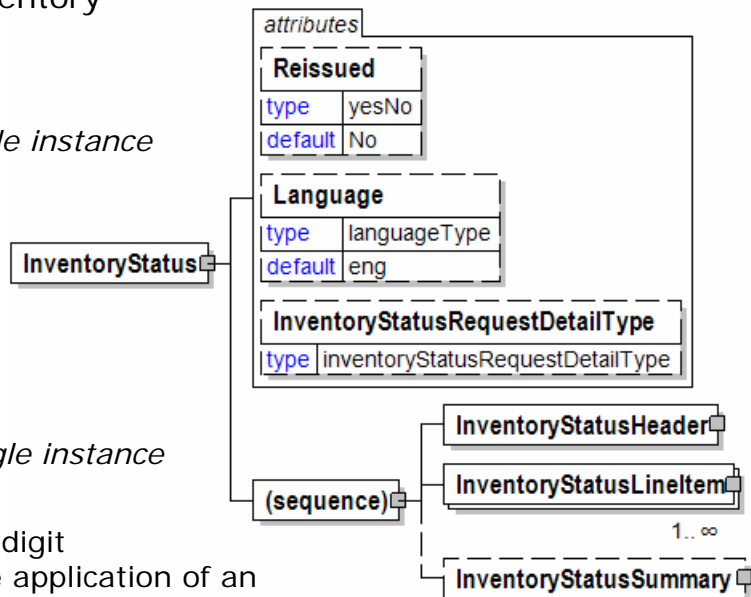 entory
attributes
Reissued
type yesNo
default No
le instance
Language
type languageType
default eng
InventoryStatus
InventoryStatusRequestDetailType
type inventoryStatusRequestDetailType
InventoryStatusHeader
gle instance
InventoryStatusLineItem
(sequence)
1..∞
digit
e application of an
InventoryStatusSummary